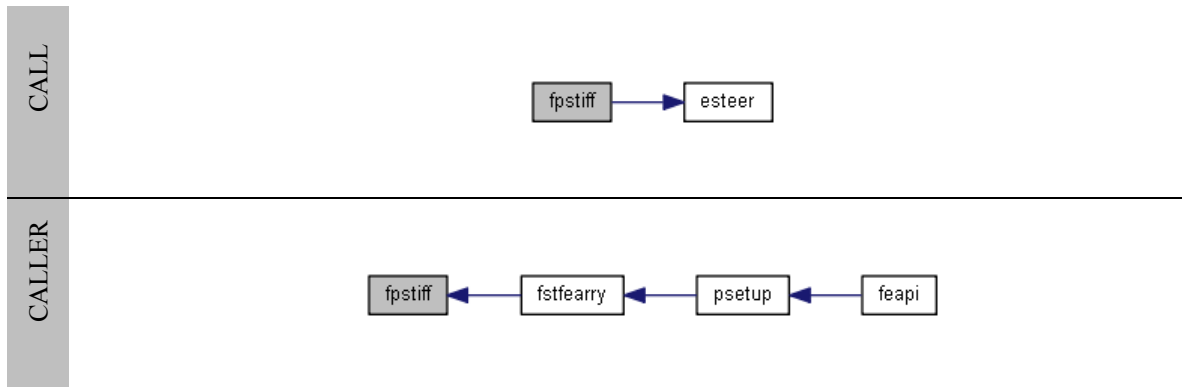 CALL
fpstiff
esteer
CALLER
fpstiff
fstfearry
psetup
feapi